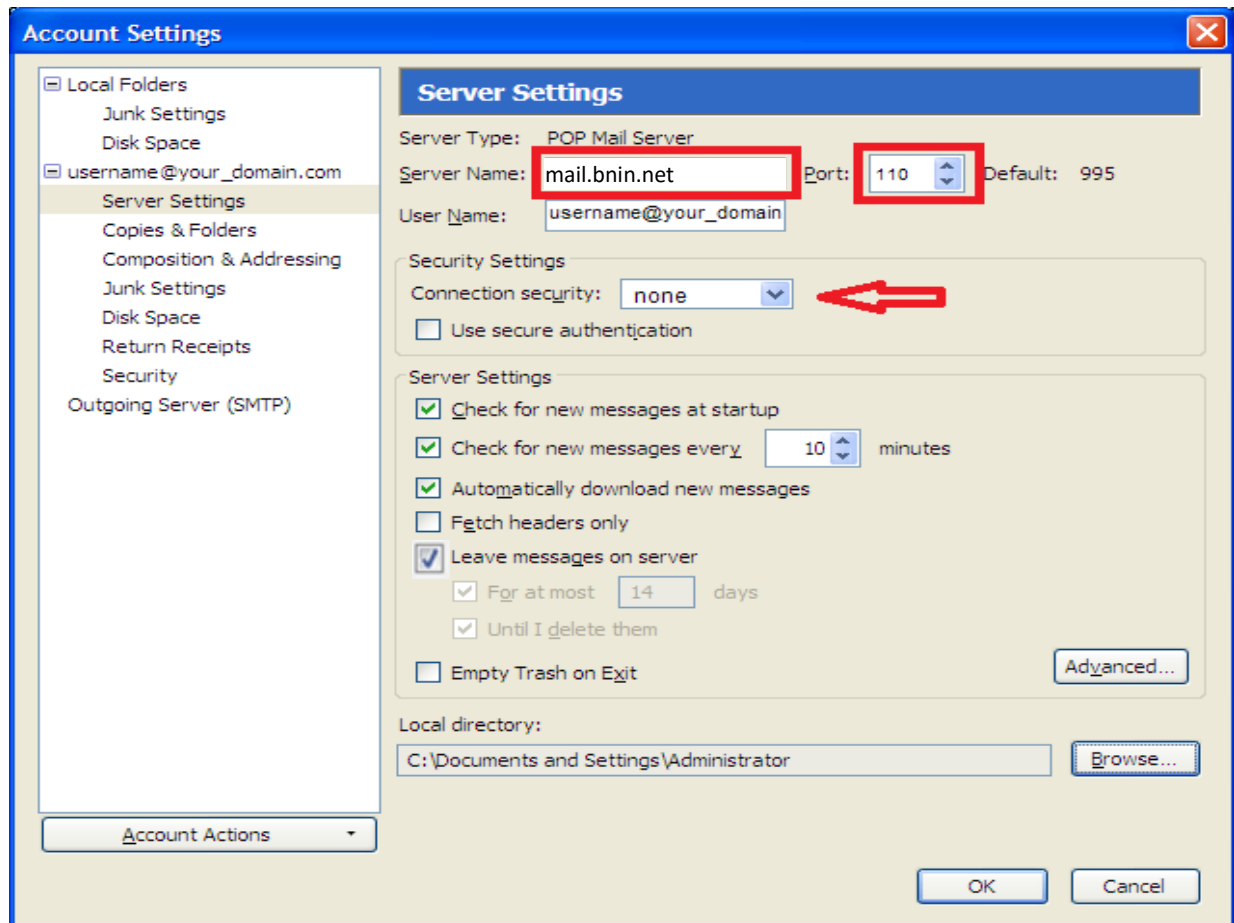 Account Settings
Local Folders
Junk Settings
Disk Space
username@your_domain.com
Server Settings
Copies & Folders
Composition & Addressing
Junk Settings
Disk Space
Return Receipts
Security
Outgoing Server (SMTP)
Account Actions
Server Settings
Server Type: POP Mail Server
Server Name: mail.bnin.net Port: 110 Default: 995
User Name: username@your_domain
Security Settings
Connection security: none
Use secure authentication
Server Settings
Check for new messages at startup
Check for new messages every 10 minutes
Automatically download new messages
Fetch headers only
Leave messages on server
For at most 14 days
Until I delete them
Empty Trash on Exit
Advanced...
Local directory:
C:\Documents and Settings\Administrator Browse...
OK Cancel